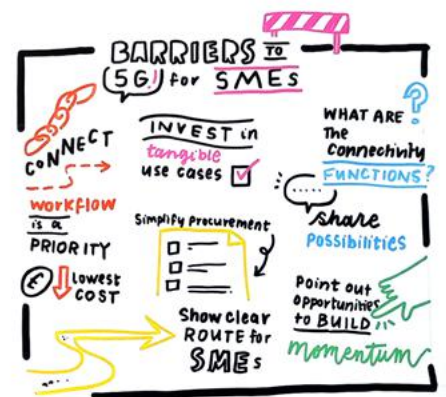 BARRIERS TO
5G! for SMEs
CONNECT
workflow
is a
PRIORITY
€ lowest
COST
INVEST in
tangible
use cases
Simplify procurement
Show clear
ROUTE for
SMEs
?
WHAT ARE
the
connectivity
FUNCTIONS?
share
possibilities
Point out
opportunities
to BUILD
momentum